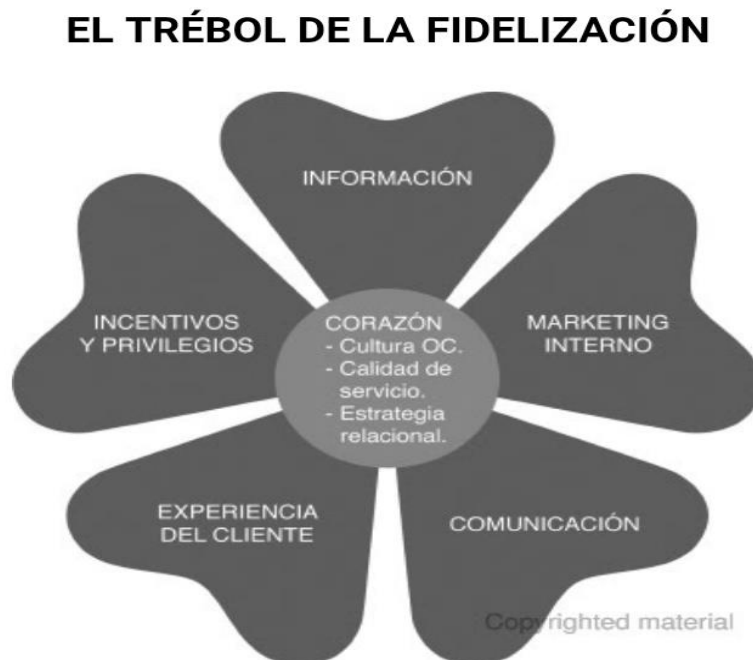 EL TRÉBOL DE LA FIDELIZACIÓN
INFORMACIÓN
INCENTIVOS
Y PRIVILEGIOS
CORAZÓN
- Cultura OC.
- Calidad de
servicio.
- Estrategia
relacional.
MARKETING
INTERNO
EXPERIENCIA
DEL CLIENTE
COMUNICACIÓN
Copyrighted material